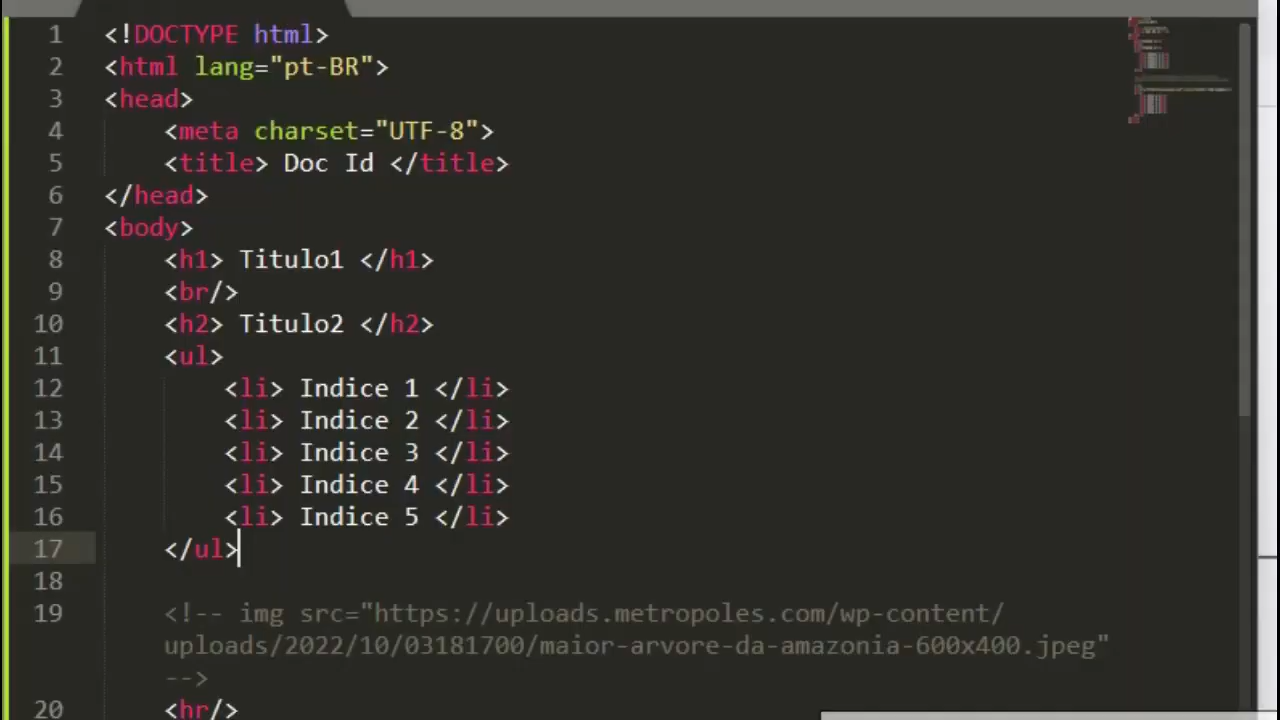 1 <!DOCTYPE html>
2 <html lang="pt-BR">
3 <head>
4 <meta charset="UTF-8">
5 <title> Doc Id </title>
6 </head>
7 <body>
8 <h1> Titulo1 </h1>
9 <br/>
10 <h2> Titulo2 </h2>
11 <ul>
12 <li> Indice 1 </li>
13 <li> Indice 2 </li>
14 <li> Indice 3 </li>
15 <li> Indice 4 </li>
16 <li> Indice 5 </li>
17 </ul>
18
19 <!-- img src="https://uploads.metropoles.com/wp-content/
uploads/2022/10/03181700/maior-arvore-da-amazonia-600x400.jpeg"
-->
20 <hr/>